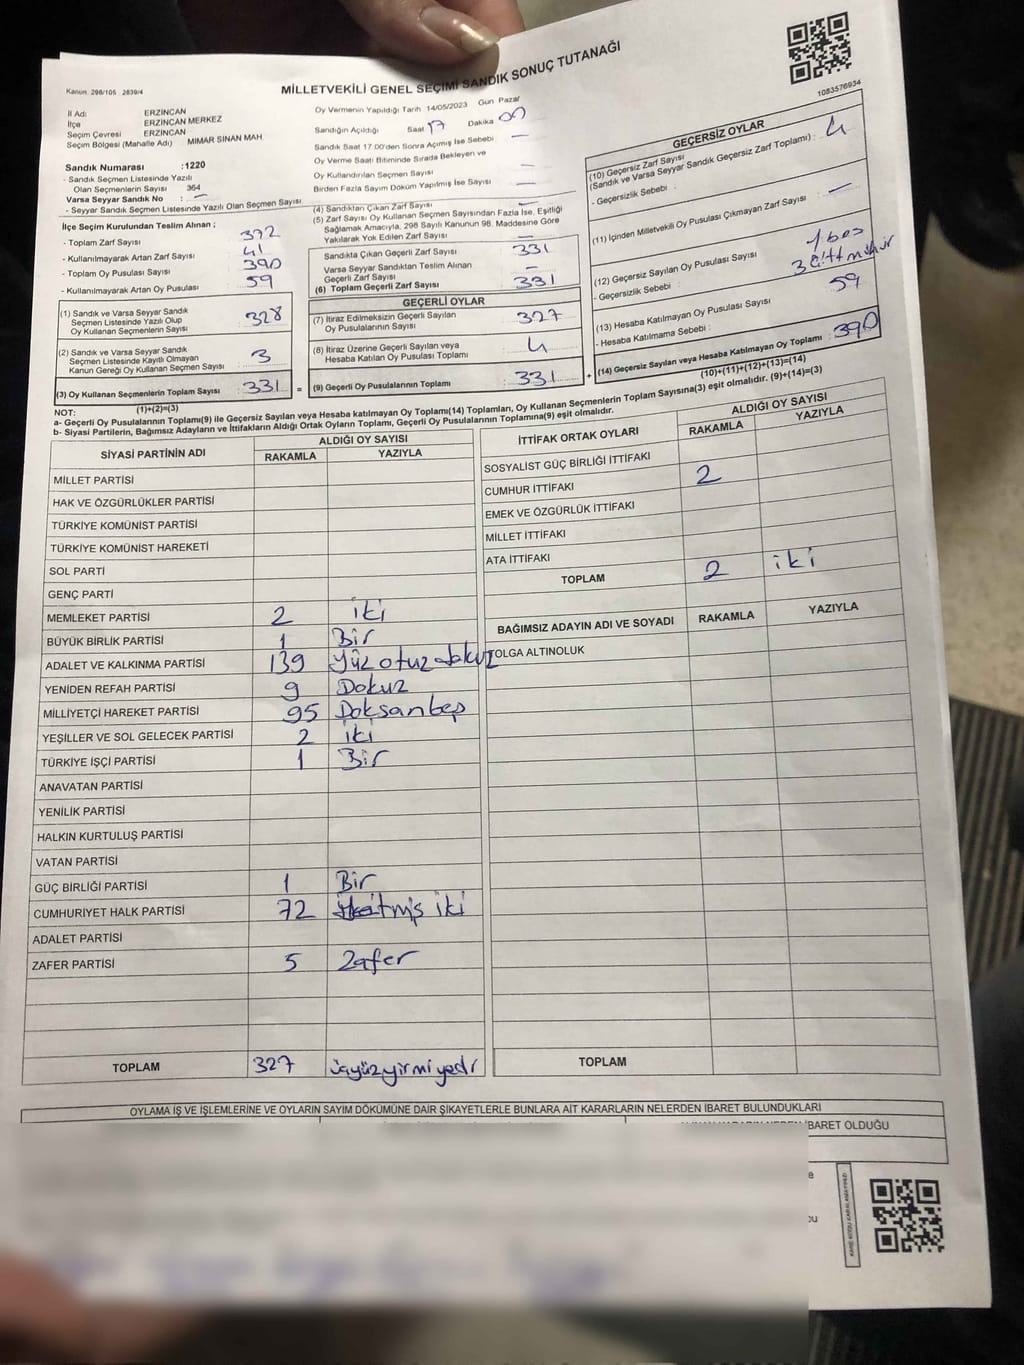 MİLLETVEKİLİ GENEL SEÇİMİ SANDIK SONUÇ TUTANAĞI
Kanun 298/105 2839/4
1083576934
İl Adı ERZİNCAN
İlçe ERZİNCAN MERKEZ
Seçim Çevresi ERZİNCAN
Seçim Bölgesi (Mahalle Adı) MIMAR SINAN MAH.
Sandık Numarası :1220
- Sandık Seçmen Listesinde Yazılı
Olan Seçmenlerin Sayısı 364
Varsa Seyyar Sandık No : —
- Seyyar Sandık Seçmen Listesinde Yazılı Olan Seçmen Sayısı
İlçe Seçim Kurulundan Teslim Alınan ;
- Toplam Zarf Sayısı 372
- Kullanılmayarak Artan Zarf Sayısı 41
- Toplam Oy Pusulası Sayısı 390
- Kullanılmayarak Artan Oy Pusulası 59
(1) Sandık ve Varsa Seyyar Sandık
Seçmen Listesinde Yazılı Olup
Oy Kullanan Seçmenlerin Sayısı 328
(2) Sandık ve Varsa Seyyar Sandık
Seçmen Listesinde Kayıtlı Olmayan
Kanun Gereği Oy Kullanan Seçmen Sayısı 3
(3) Oy Kullanan Seçmenlerin Toplam Sayısı 331 =
(1)+(2)=(3)
Oy Vermenin Yapıldığı Tarih 14/05/2023 Gün Pazar
Sandığın Açıldığı Saat 17 Dakika 00
Sandık Saat 17.00'den Sonra Açımış İse Sebebi —
Oy Verme Saati Bitiminde Sırada Bekleyen ve
Oy Kullandırılan Seçmen Sayısı —
Birden Fazla Sayım Döküm Yapılmış İse Sayısı —
(4) Sandıktan Çıkan Zarf Sayısı
(5) Zarf Sayısı Oy Kullanan Seçmen Sayısından Fazla İse, Eşitliği
Sağlamak Amacıyla, 298 Sayılı Kanunun 98. Maddesine Göre
Yakılarak Yok Edilen Zarf Sayısı —
Sandıkta Çıkan Geçerli Zarf Sayısı 331
Varsa Seyyar Sandıktan Teslim Alınan
Geçerli Zarf Sayısı —
(6) Toplam Geçerli Zarf Sayısı 331
GEÇERLİ OYLAR
(7) İtiraz Edilmeksizin Geçerli Sayılan
Oy Pusulalarının Sayısı 327
(8) İtiraz Üzerine Geçerli Sayılan veya
Hesaba Katılan Oy Pusulası Toplamı 4
(9) Geçerli Oy Pusulalarının Toplamı 331 +
GEÇERSİZ OYLAR
(10) Geçersiz Zarf Sayısı
(Sandık ve Varsa Seyyar Sandık Geçersiz Zarf Toplamı) : 4
- Geçersizlik Sebebi :
(11) İçinden Milletvekili Oy Pusulası Çıkmayan Zarf Sayısı : —
(12) Geçersiz Sayılan Oy Pusulası Sayısı 1 boş
- Geçersizlik Sebebi : 3 Çift mühür
(13) Hesaba Katılmayan Oy Pusulası Sayısı 59
- Hesaba Katılmama Sebebi :
(14) Geçersiz Sayılan veya Hesaba Katılmayan Oy Toplamı : 390
(10)+(11)+(12)+(13)=(14)
NOT:
a- Geçerli Oy Pusulalarının Toplamı(9) ile Geçersiz Sayılan veya Hesaba katılmayan Oy Toplamı(14) Toplamları, Oy Kullanan Seçmenlerin Toplam Sayısına(3) eşit olmalıdır. (9)+(14)=(3)
b- Siyasi Partilerin, Bağımsız Adayların ve İttifakların Aldığı Ortak Oyların Toplamı, Geçerli Oy Pusulalarının Toplamına(9) eşit olmalıdır.
SİYASİ PARTİNİN ADI ALDIĞI OY SAYISI
RAKAMLA YAZIYLA
MİLLET PARTİSİ
HAK VE ÖZGÜRLÜKLER PARTİSİ
TÜRKİYE KOMÜNİST PARTİSİ
TÜRKİYE KOMÜNİST HAREKETİ
SOL PARTİ
GENÇ PARTİ
MEMLEKET PARTİSİ 2 iki
BÜYÜK BİRLİK PARTİSİ 1 Bir
ADALET VE KALKINMA PARTİSİ 139 Yüz otuz dokuz
YENİDEN REFAH PARTİSİ 9 Dokuz
MİLLİYETÇİ HAREKET PARTİSİ 95 Doksanbeş
YEŞİLLER VE SOL GELECEK PARTİSİ 2 iki
TÜRKİYE İŞÇİ PARTİSİ 1 Bir
ANAVATAN PARTİSİ
YENİLİK PARTİSİ
HALKIN KURTULUŞ PARTİSİ
VATAN PARTİSİ
GÜÇ BİRLİĞİ PARTİSİ 1 Bir
CUMHURİYET HALK PARTİSİ 72 iki
ADALET PARTİSİ
ZAFER PARTİSİ 5 Zafer
TOPLAM 327 üçyüzyirmiyedi
İTTİFAK ORTAK OYLARI ALDIĞI OY SAYISI
RAKAMLA YAZIYLA
SOSYALİST GÜÇ BİRLİĞİ İTTİFAKI
CUMHUR İTTİFAKI 2
EMEK VE ÖZGÜRLÜK İTTİFAKI
MİLLET İTTİFAKI
ATA İTTİFAKI
TOPLAM 2 iki
BAĞIMSIZ ADAYIN ADI VE SOYADI RAKAMLA YAZIYLA
TOLGA ALTINOLUK
TOPLAM
OYLAMA İŞ VE İŞLEMLERİNE VE OYLARIN SAYIM DÖKÜMÜNE DAİR ŞİKAYETLERLE BUNLARA AİT KARARLARIN NELERDEN İBARET BULUNDUKLARI
İBARET OLDUĞU